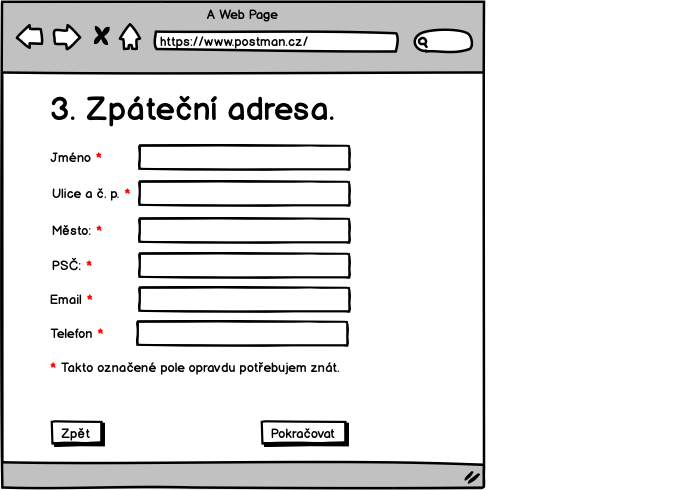 A Web Page
https://www.postman.cz/
3. Zpáteční adresa.
Jméno *
Ulice a č. p. *
Město: *
PSČ: *
Email *
Telefon *
* Takto označené pole opravdu potřebujem znát.
Zpět
Pokračovat